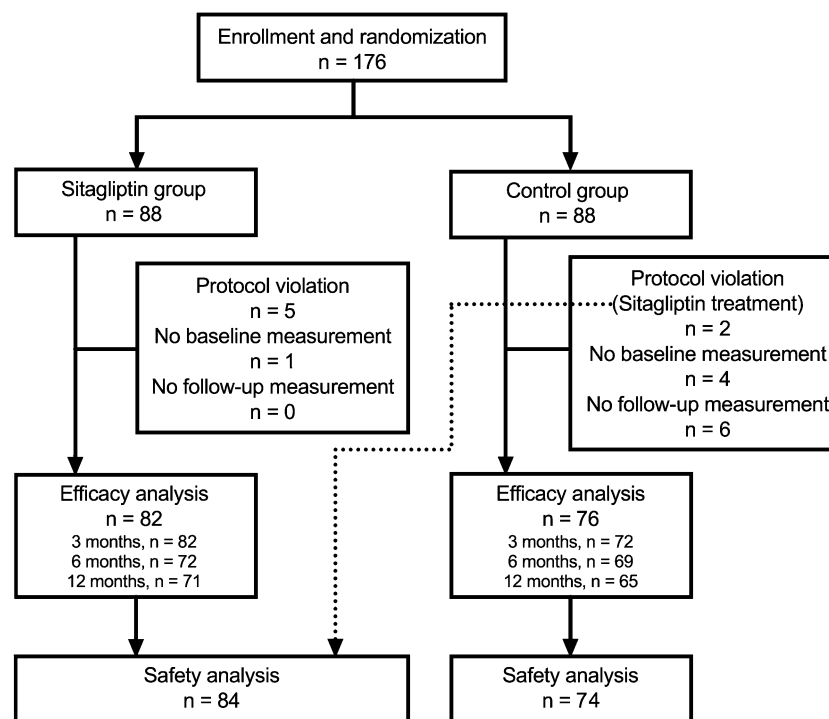 Enrollment and randomization
n = 176
Sitagliptin group
n = 88
Control group
n = 88
Protocol violation
n = 5
No baseline measurement
n = 1
No follow-up measurement
n = 0
Protocol violation
(Sitagliptin treatment)
n = 2
No baseline measurement
n = 4
No follow-up measurement
n = 6
Efficacy analysis
n = 82
3 months, n = 82
6 months, n = 72
12 months, n = 71
Efficacy analysis
n = 76
3 months, n = 72
6 months, n = 69
12 months, n = 65
Safety analysis
n = 84
Safety analysis
n = 74